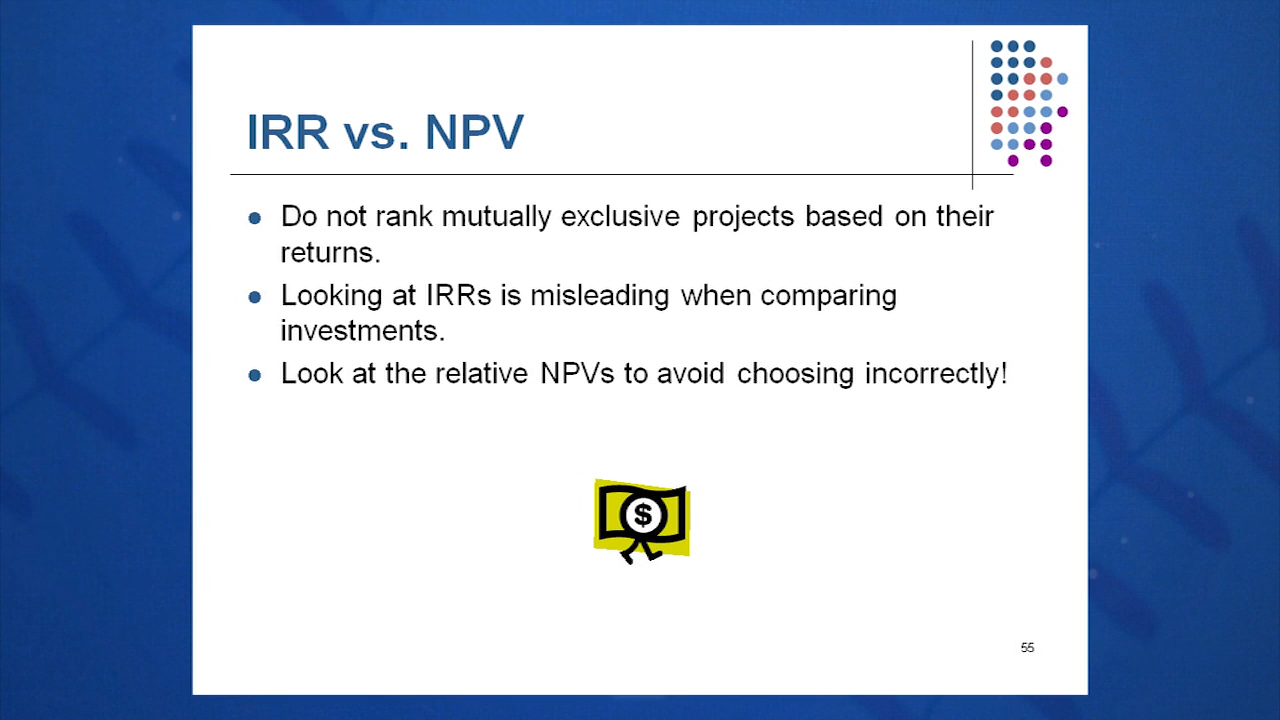 IRR vs. NPV
Do not rank mutually exclusive projects based on their
returns.
Looking at IRRs is misleading when comparing
investments.
Look at the relative NPVs to avoid choosing incorrectly!
$
55